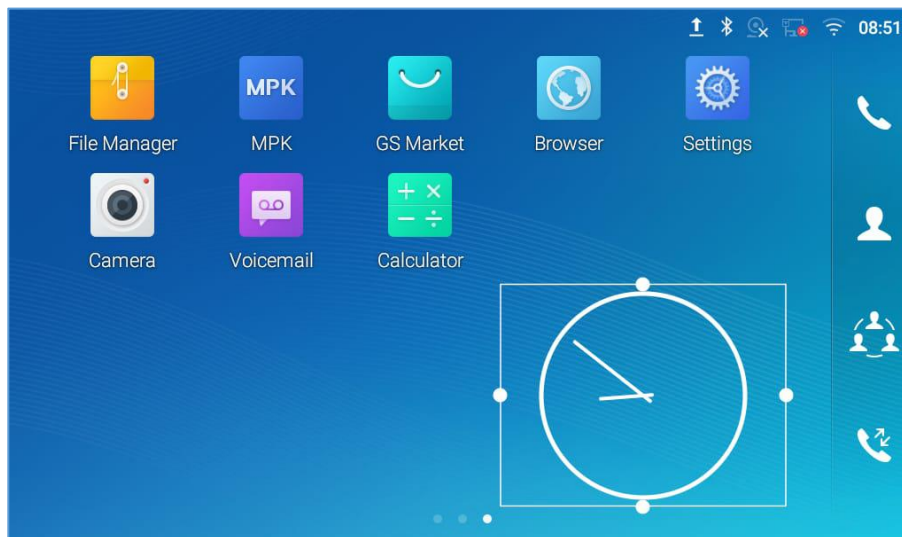 08:51
MPK
File Manager MPK GS Market Browser Settings
Camera Voicemail Calculator